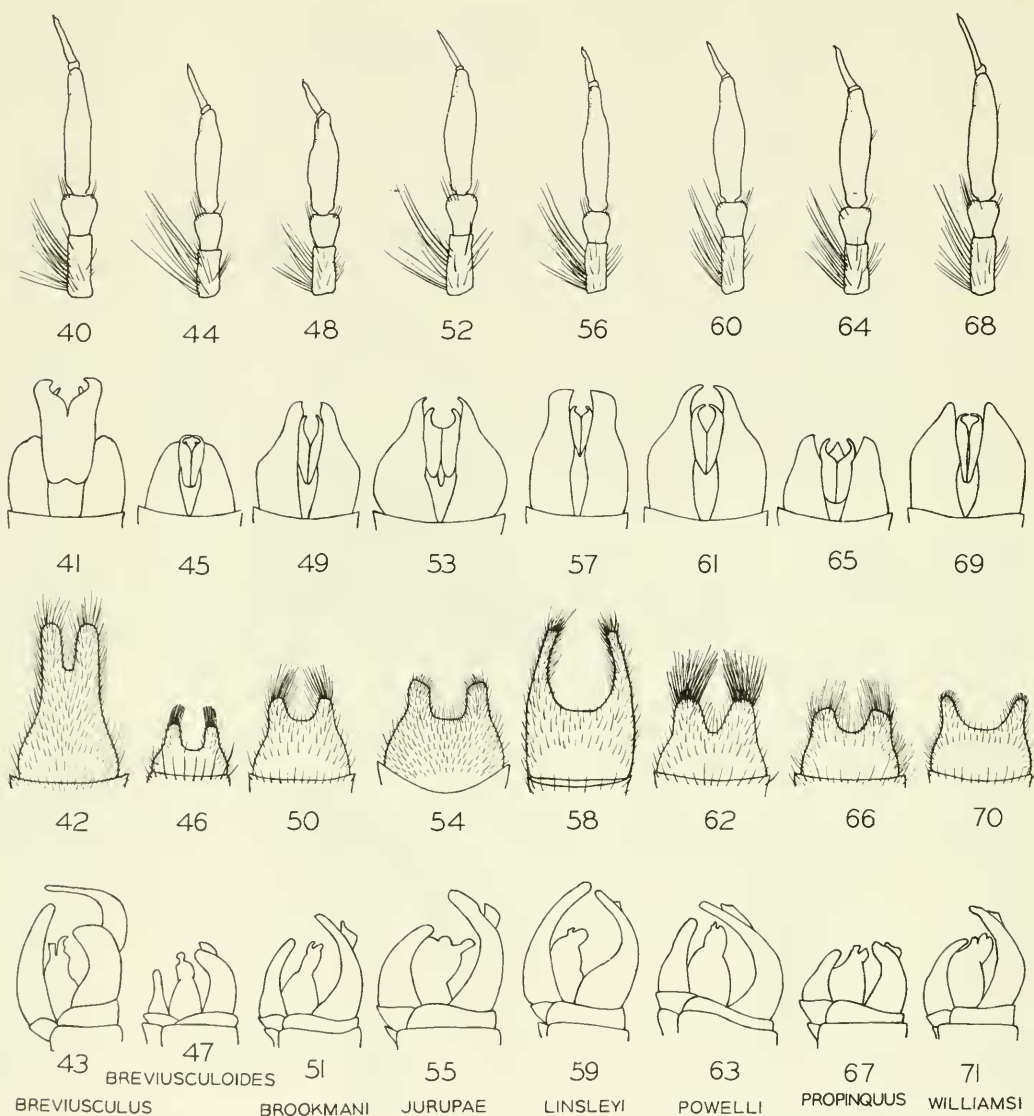 40 44 48 52 56 60 64 68
41 45 49 53 57 61 65 69
42 46 50 54 58 62 66 70
43 47 51 55 59 63 67 71
BREVIUSCULUS BREVIUSCULOIDES BROOKMANI JURUPAE LINSLEYI POWELLI PROPINQUUS WILLIAMSI